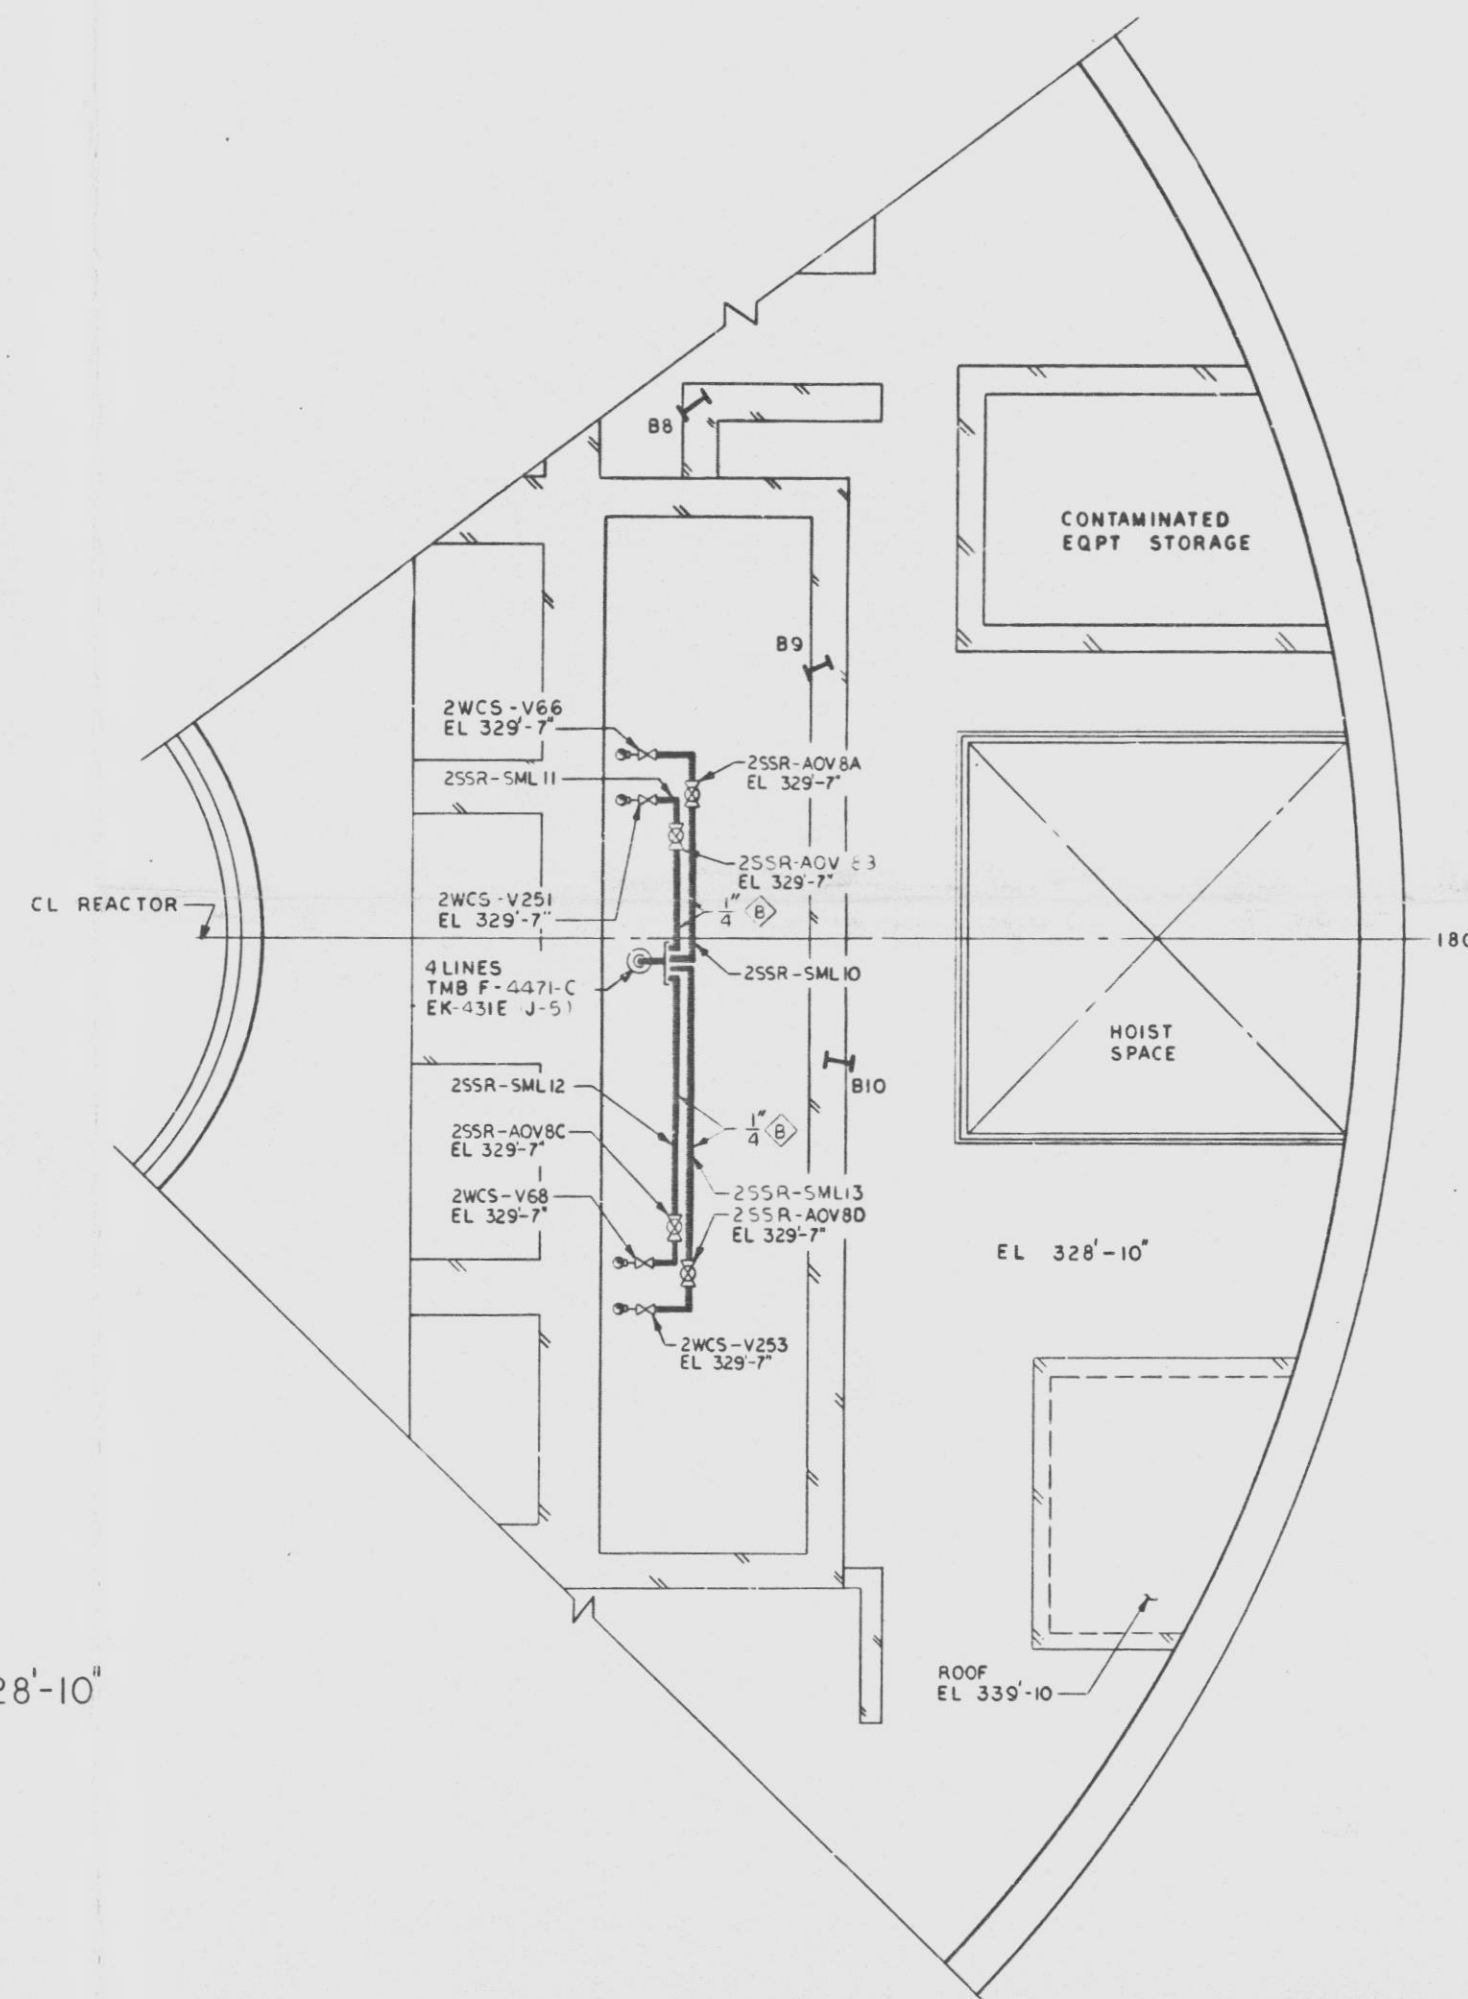 B8
CONTAMINATED
EQPT STORAGE
B9
2WCS-V66
EL 329'-7"
2SSR-AOV8A
EL 329'-7"
2SSR-SML11
2SSR-AOV 8B
EL 329'-7"
2WCS-V251
EL 329'-7"
CL REACTOR
1/4" B
180
4 LINES
TMB F-4471-C
EK-431E (J-5)
2SSR-SML10
HOIST
SPACE
B10
2SSR-SML12
1/4" B
2SSR-AOV8C
EL 329'-7"
2WCS-V68
EL 329'-7"
2SSR-SML13
2SSR-AOV8D
EL 329'-7"
EL 328'-10"
2WCS-V253
EL 329'-7"
28'-10"
ROOF
EL 339'-10